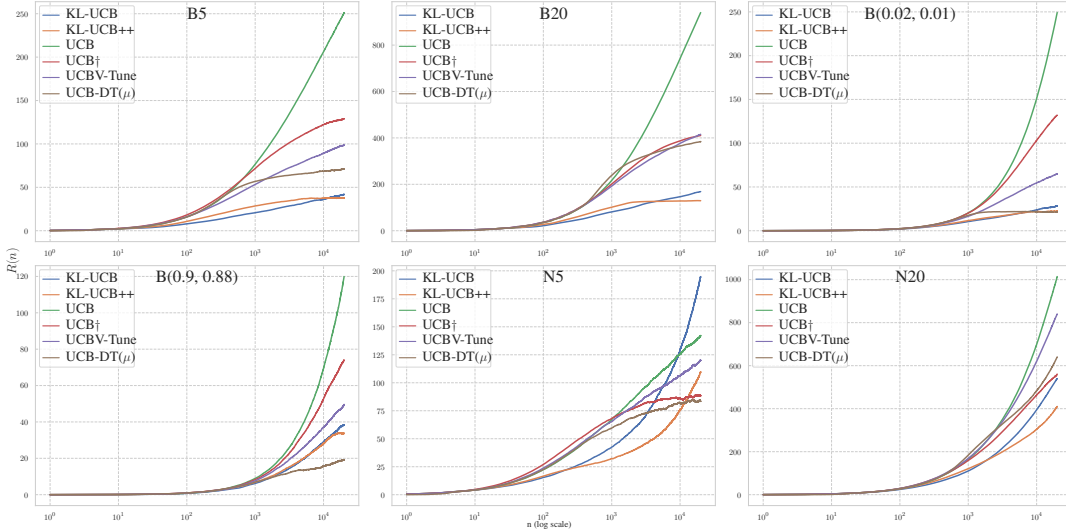 B5
KL-UCB
KL-UCB++
UCB
UCB†
UCBV-Tune
UCB-DT(μ)
250
200
150
100
50
0
10⁰ 10¹ 10² 10³ 10⁴
B20
KL-UCB
KL-UCB++
UCB
UCB†
UCBV-Tune
UCB-DT(μ)
800
600
400
200
0
10⁰ 10¹ 10² 10³ 10⁴
B(0.02, 0.01)
KL-UCB
KL-UCB++
UCB
UCB†
UCBV-Tune
UCB-DT(μ)
250
200
150
100
50
0
10⁰ 10¹ 10² 10³ 10⁴
R(n)
B(0.9, 0.88)
KL-UCB
KL-UCB++
UCB
UCB†
UCBV-Tune
UCB-DT(μ)
120
100
80
60
40
20
0
10⁰ 10¹ 10² 10³ 10⁴
N5
KL-UCB
KL-UCB++
UCB
UCB†
UCBV-Tune
UCB-DT(μ)
200
175
150
125
100
75
50
25
0
10⁰ 10¹ 10² 10³ 10⁴
n (log scale)
N20
KL-UCB
KL-UCB++
UCB
UCB†
UCBV-Tune
UCB-DT(μ)
1000
800
600
400
200
0
10⁰ 10¹ 10² 10³ 10⁴